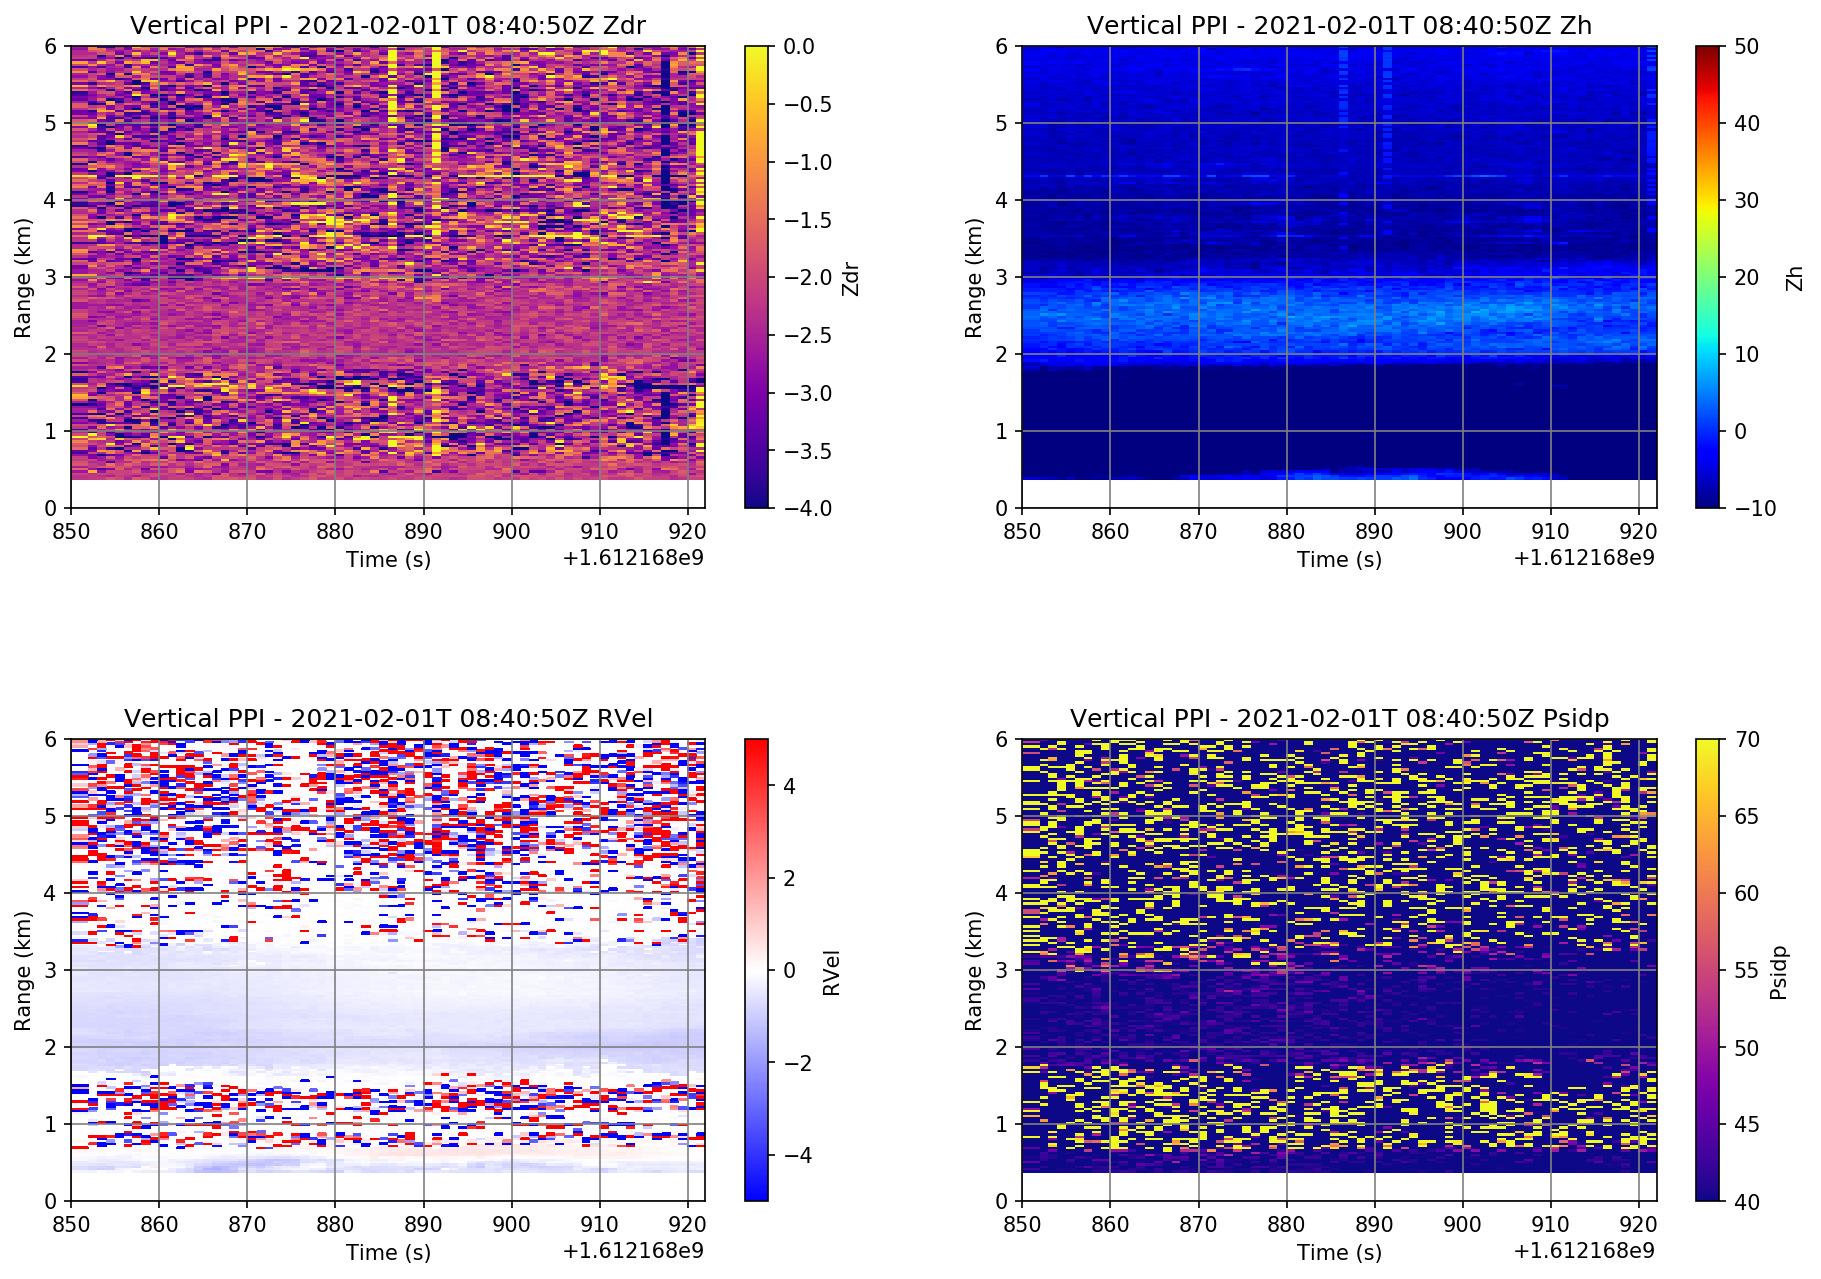 Vertical PPI - 2021-02-01T 08:40:50Z Zdr
6
5
4
3
2
1
0
Range (km)
850 860 870 880 890 900 910 920
Time (s)
+1.612168e9
0.0
−0.5
−1.0
−1.5
−2.0
−2.5
−3.0
−3.5
−4.0
Zdr
Vertical PPI - 2021-02-01T 08:40:50Z Zh
6
5
4
3
2
1
0
Range (km)
850 860 870 880 890 900 910 920
Time (s)
+1.612168e9
50
40
30
20
10
0
−10
Zh
Vertical PPI - 2021-02-01T 08:40:50Z RVel
6
5
4
3
2
1
0
Range (km)
850 860 870 880 890 900 910 920
Time (s)
+1.612168e9
4
2
0
−2
−4
RVel
Vertical PPI - 2021-02-01T 08:40:50Z Psidp
6
5
4
3
2
1
0
Range (km)
850 860 870 880 890 900 910 920
Time (s)
+1.612168e9
70
65
60
55
50
45
40
Psidp